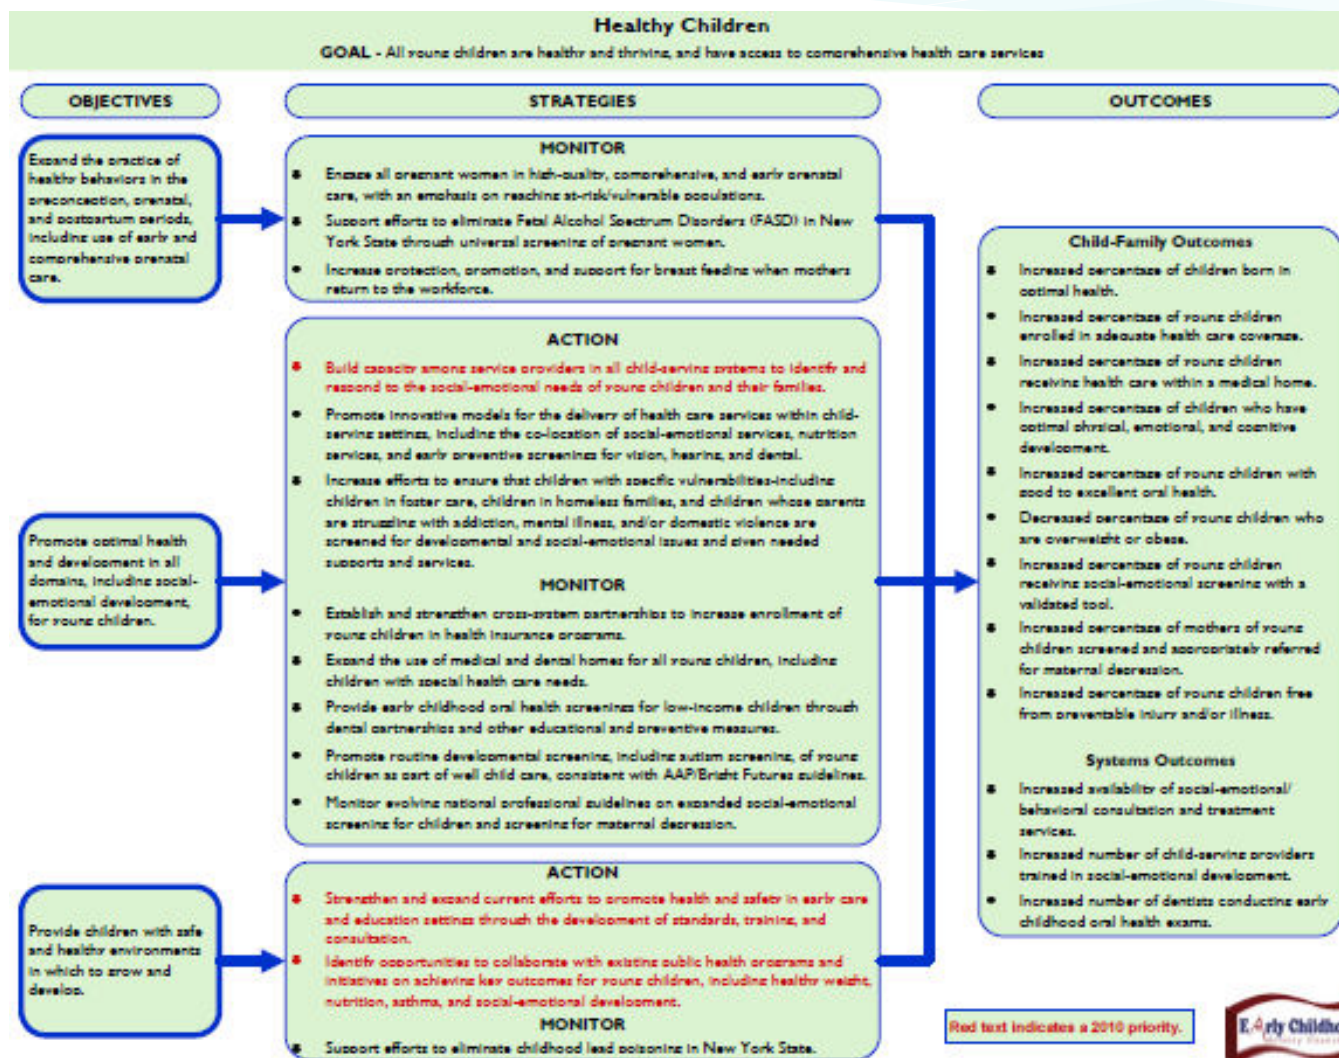 Healthy Children
GOAL - All young children are healthy and thriving, and have access to comprehensive health care services
OBJECTIVES
STRATEGIES
OUTCOMES
Expand the practice of
healthy behaviors in the
preconception, prenatal,
and postpartum periods,
including use of early and
comprehensive prenatal
care.
MONITOR
Engage all pregnant women in high-quality, comprehensive, and early prenatal
care, with an emphasis on reaching at-risk/vulnerable populations.
Support efforts to eliminate Fetal Alcohol Spectrum Disorders (FASD) in New
York State through universal screening of pregnant women.
Increase protection, promotion, and support for breast feeding when mothers
return to the workforce.
Promote optimal health
and development in all
domains, including social-
emotional development,
for young children.
ACTION
Build capacity among service providers in all child-serving systems to identify and
respond to the social-emotional needs of young children and their families.
Promote innovative models for the delivery of health care services within child-
serving settings, including the co-location of social-emotional services, nutrition
services, and early preventive screenings for vision, hearing, and dental.
Increase efforts to ensure that children with specific vulnerabilities-including
children in foster care, children in homeless families, and children whose parents
are struggling with addiction, mental illness, and/or domestic violence are
screened for developmental and social-emotional issues and given needed
supports and services.
MONITOR
Establish and strengthen cross-system partnerships to increase enrollment of
young children in health insurance programs.
Expand the use of medical and dental homes for all young children, including
children with special health care needs.
Provide early childhood oral health screenings for low-income children through
dental partnerships and other educational and preventive measures.
Promote routine developmental screening, including autism screening, of young
children as part of well child care, consistent with AAP/Bright Futures guidelines.
Monitor evolving national professional guidelines on expanded social-emotional
screening for children and screening for maternal depression.
Provide children with safe
and healthy environments
in which to grow and
develop.
ACTION
Strengthen and expand current efforts to promote health and safety in early care
and education settings through the development of standards, training, and
consultation.
Identify opportunities to collaborate with existing public health programs and
initiatives on achieving key outcomes for young children, including healthy weight,
nutrition, asthma, and social-emotional development.
MONITOR
Support efforts to eliminate childhood lead poisoning in New York State.
Child-Family Outcomes
Increased percentage of children born in
optimal health.
Increased percentage of young children
enrolled in adequate health care coverage.
Increased percentage of young children
receiving health care within a medical home.
Increased percentage of children who have
optimal physical, emotional, and cognitive
development.
Increased percentage of young children with
good to excellent oral health.
Decreased percentage of young children who
are overweight or obese.
Increased percentage of young children
receiving social-emotional screening with a
validated tool.
Increased percentage of mothers of young
children screened and appropriately referred
for maternal depression.
Increased percentage of young children free
from preventable injury and/or illness.
Systems Outcomes
Increased availability of social-emotional/
behavioral consultation and treatment
services.
Increased number of child-serving providers
trained in social-emotional development.
Increased number of dentists conducting early
childhood oral health exams.
Red text indicates a 2010 priority.
EArly Childho